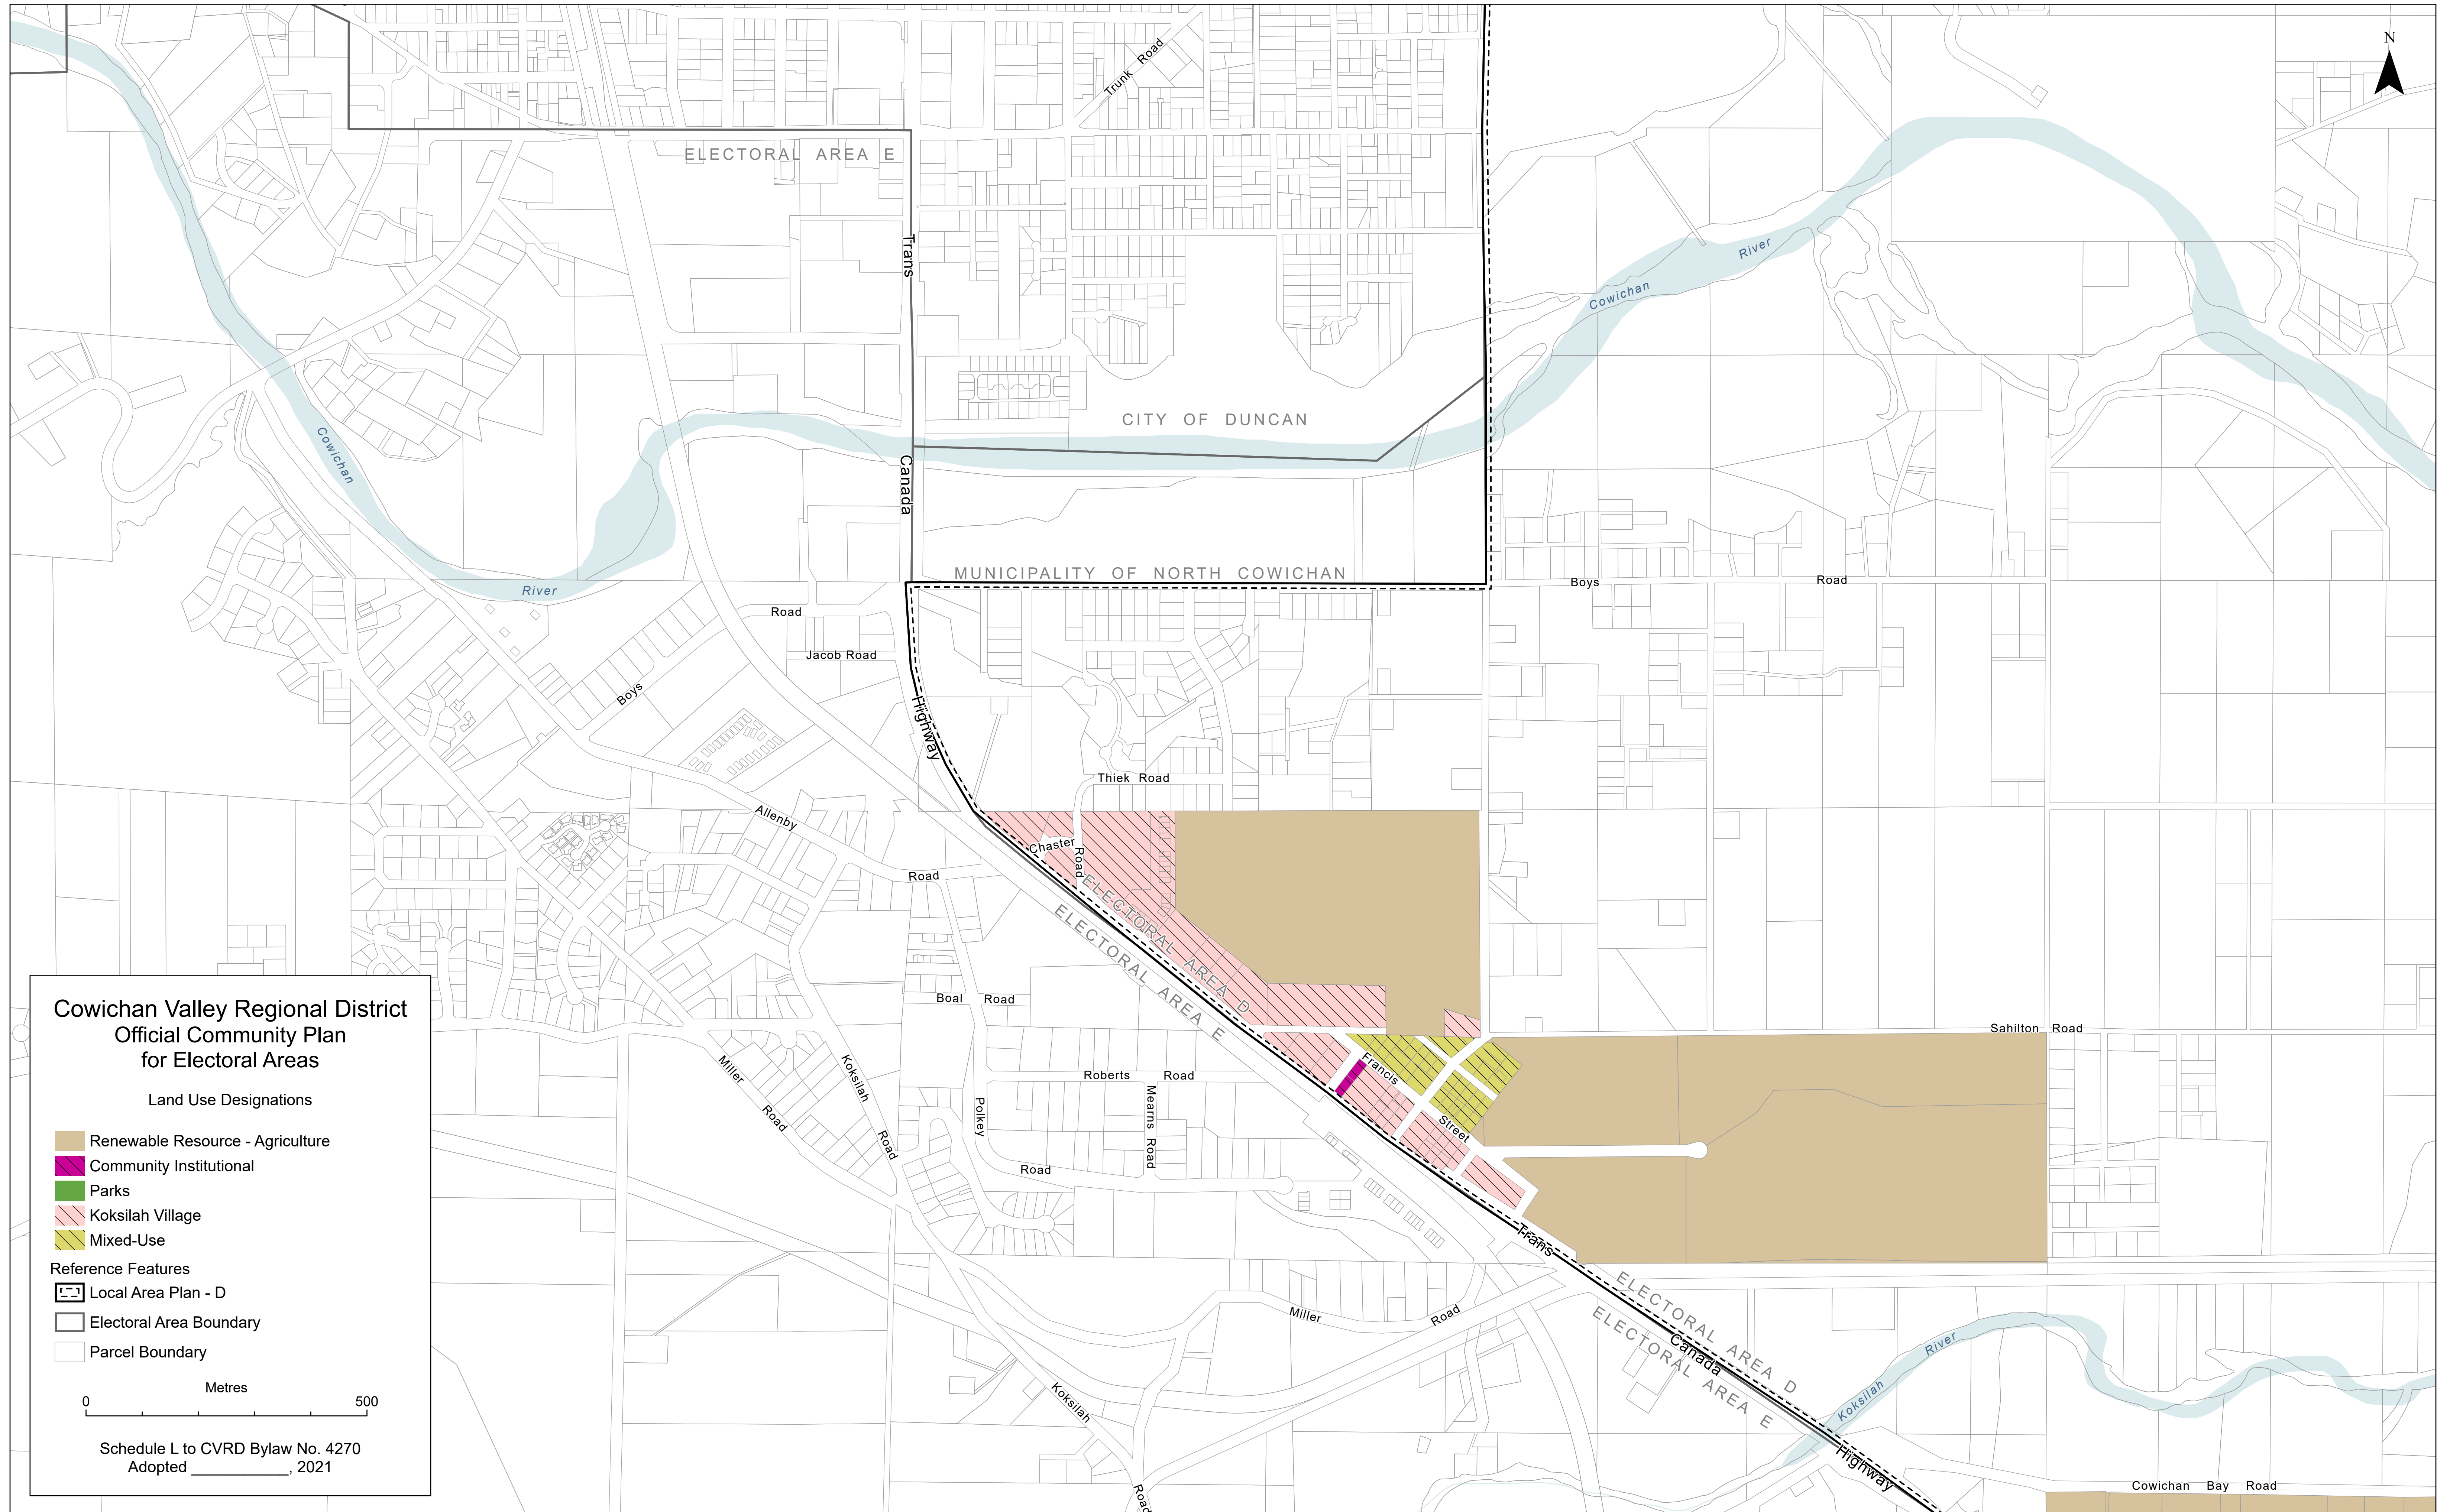 N
Trunk Road
ELECTORAL AREA E
Trans
Canada
Highway
Cowichan River
CITY OF DUNCAN
Cowichan
River
MUNICIPALITY OF NORTH COWICHAN
Boys Road
Road
Jacob Road
Boys
Thiek Road
Allenby
Road
Chaster
Road
ELECTORAL AREA D
ELECTORAL AREA E
Boal Road
Sahilton Road
Francis
Street
Miller
Road
Koksilah
Road
Roberts Road
Polkey
Road
Mearns Road
Trans
Canada
Highway
ELECTORAL AREA D
ELECTORAL AREA E
Miller Road
Koksilah
Road
Koksilah River
Cowichan Bay Road
Cowichan Valley Regional District
Official Community Plan
for Electoral Areas
Land Use Designations
Renewable Resource - Agriculture
Community Institutional
Parks
Koksilah Village
Mixed-Use
Reference Features
Local Area Plan - D
Electoral Area Boundary
Parcel Boundary
Metres
0 500
Schedule L to CVRD Bylaw No. 4270
Adopted ___________, 2021